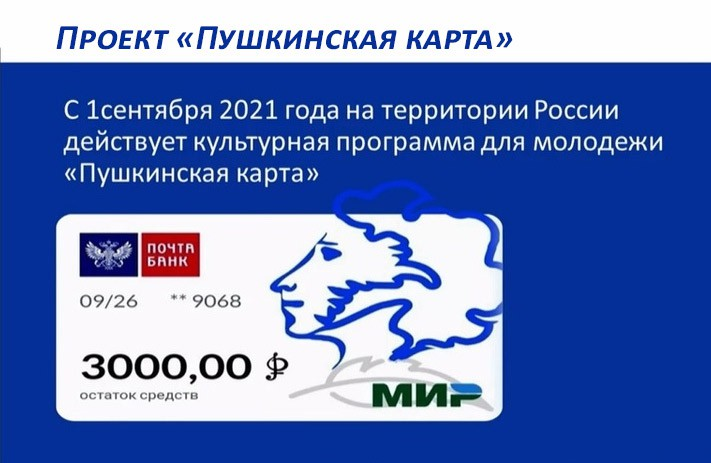 Проект «Пушкинская карта»
С 1сентября 2021 года на территории России
действует культурная программа для молодежи
«Пушкинская карта»
ПОЧТА
БАНК
09/26 ** 9068
3000,00 ₽
остаток средств
МИР